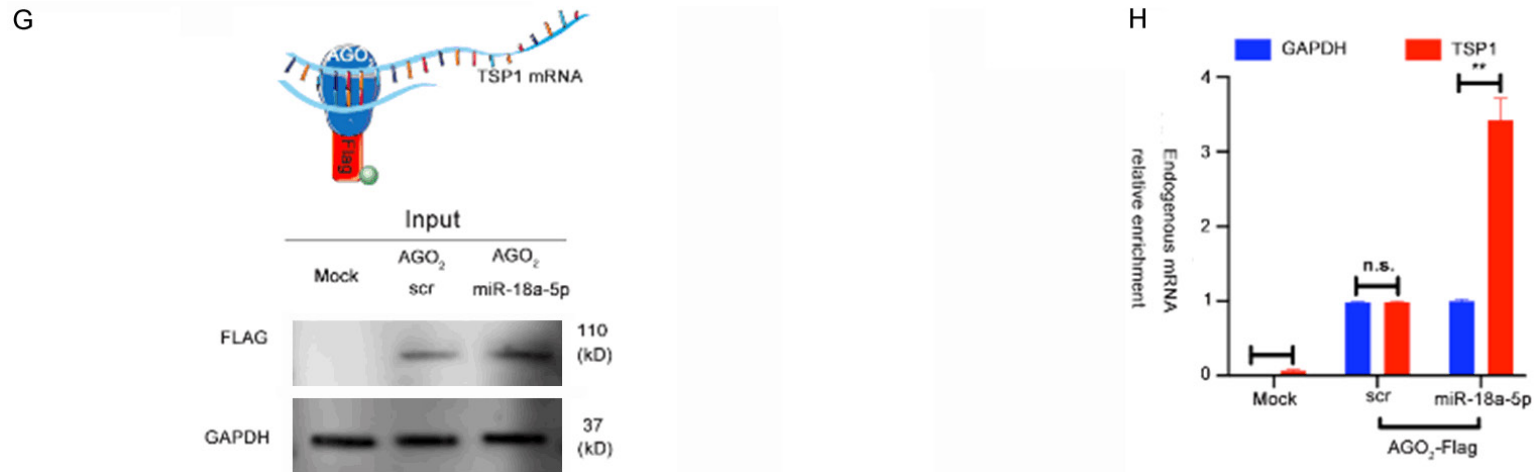 G
AGO
TSP1 mRNA
Flag
Input
Mock
AGO2
scr
AGO2
miR-18a-5p
FLAG
110
(kD)
GAPDH
37
(kD)
H
GAPDH
TSP1
**
n.s.
4
3
2
1
0
Endogenous mRNA
relative enrichment
Mock
scr
miR-18a-5p
AGO2-Flag